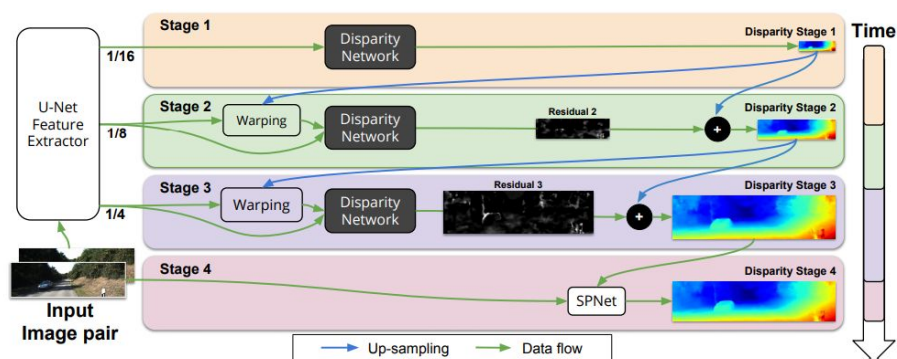 Stage 1
Disparity Stage 1
Time
Disparity
Network
1/16
U-Net
Feature
Extractor
Stage 2
Disparity Stage 2
Residual 2
Warping
Disparity
Network
+
1/8
Stage 3
Disparity Stage 3
Residual 3
Warping
Disparity
Network
+
1/4
Stage 4
Disparity Stage 4
SPNet
Input
Image pair
Up-sampling
Data flow